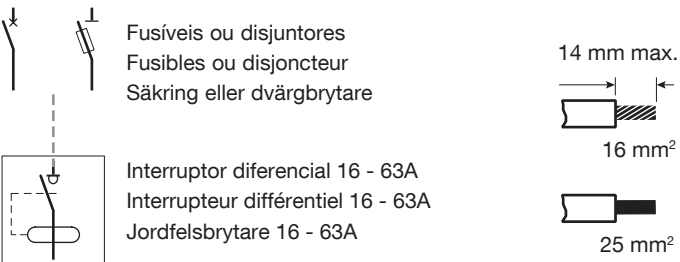 Fusíveis ou disjuntores
Fusibles ou disjoncteur
Säkring eller dvärgbrytare
Interruptor diferencial 16 - 63A
Interrupteur différentiel 16 - 63A
Jordfelsbrytare 16 - 63A
14 mm max.
16 mm²
25 mm²